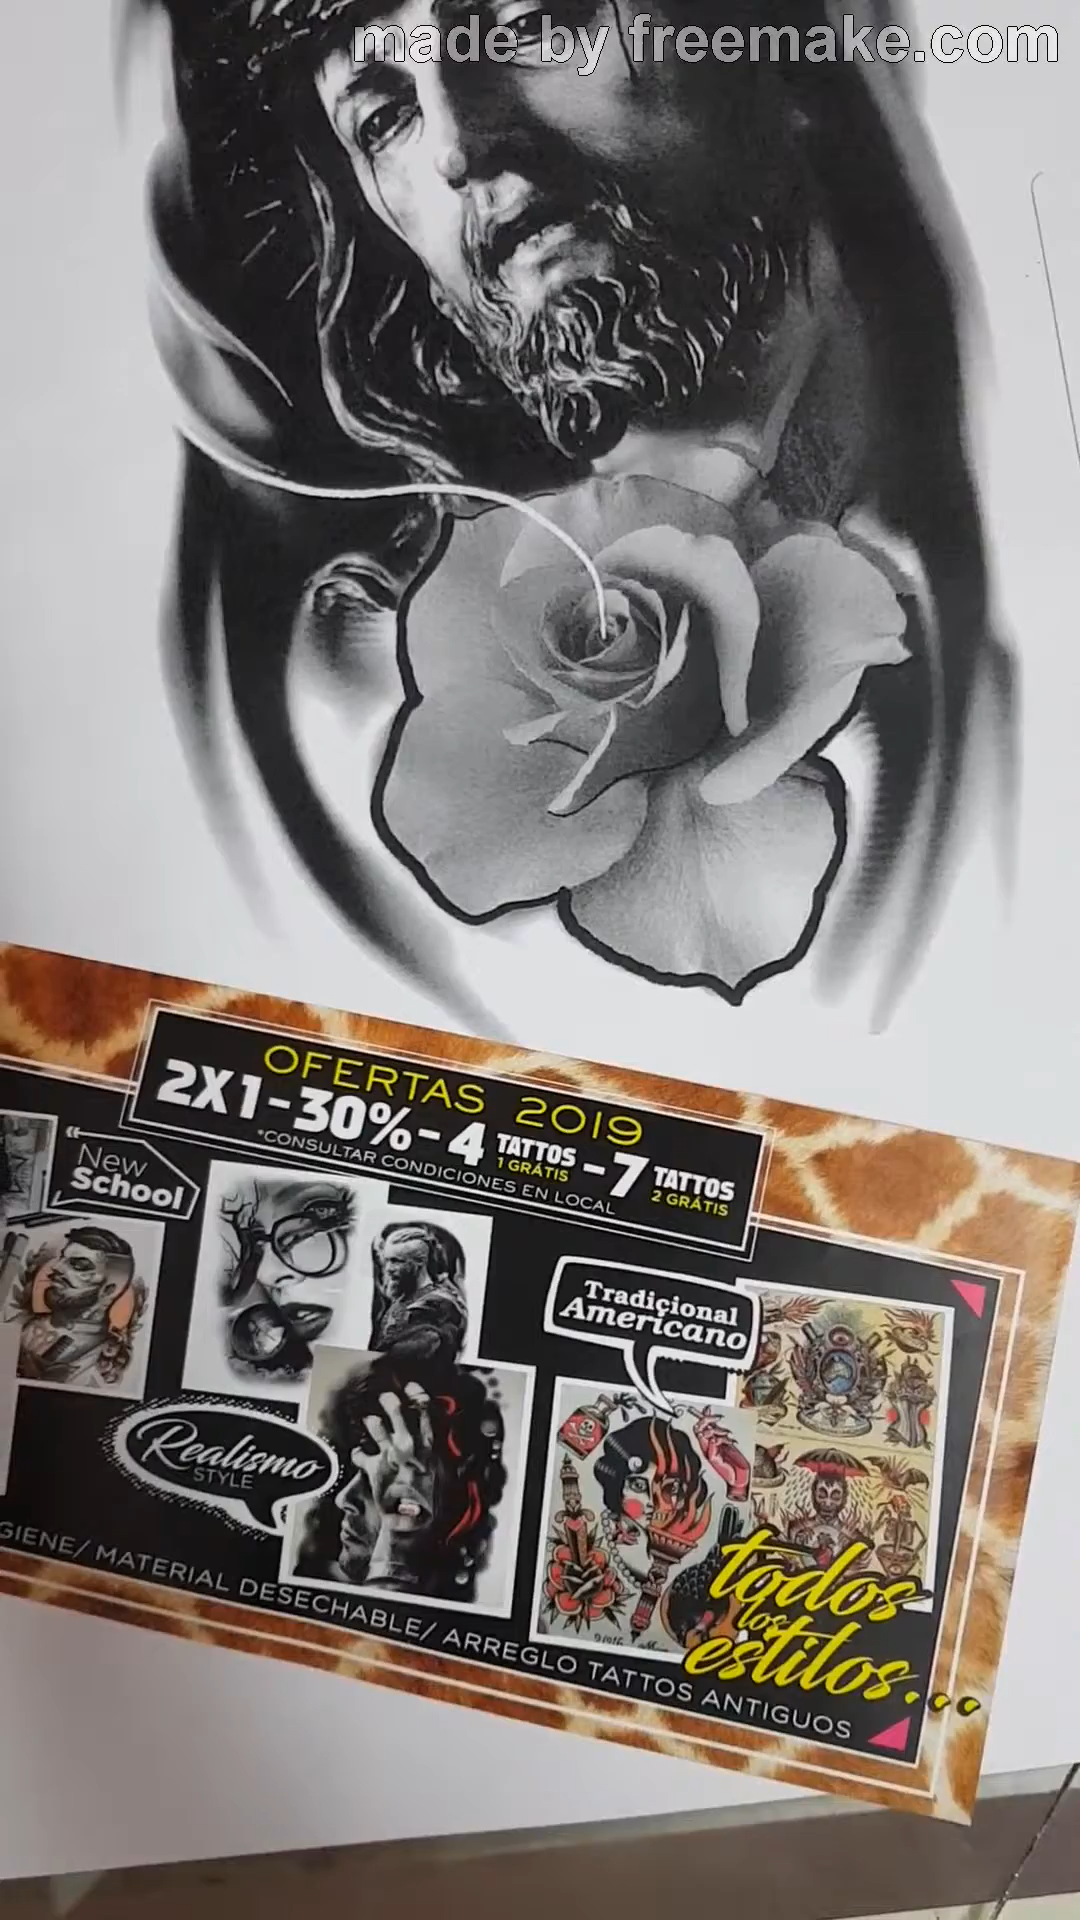 made by freemake.com
OFERTAS 2019
2X1-30%-4 TATTOS 1 GRÁTIS -7 TATTOS 2 GRÁTIS
*CONSULTAR CONDICIONES EN LOCAL
New
School
Tradicional
Americano
Realismo
STYLE
todos
los
estilos...
GIENE/ MATERIAL DESECHABLE/ ARREGLO TATTOS ANTIGUOS